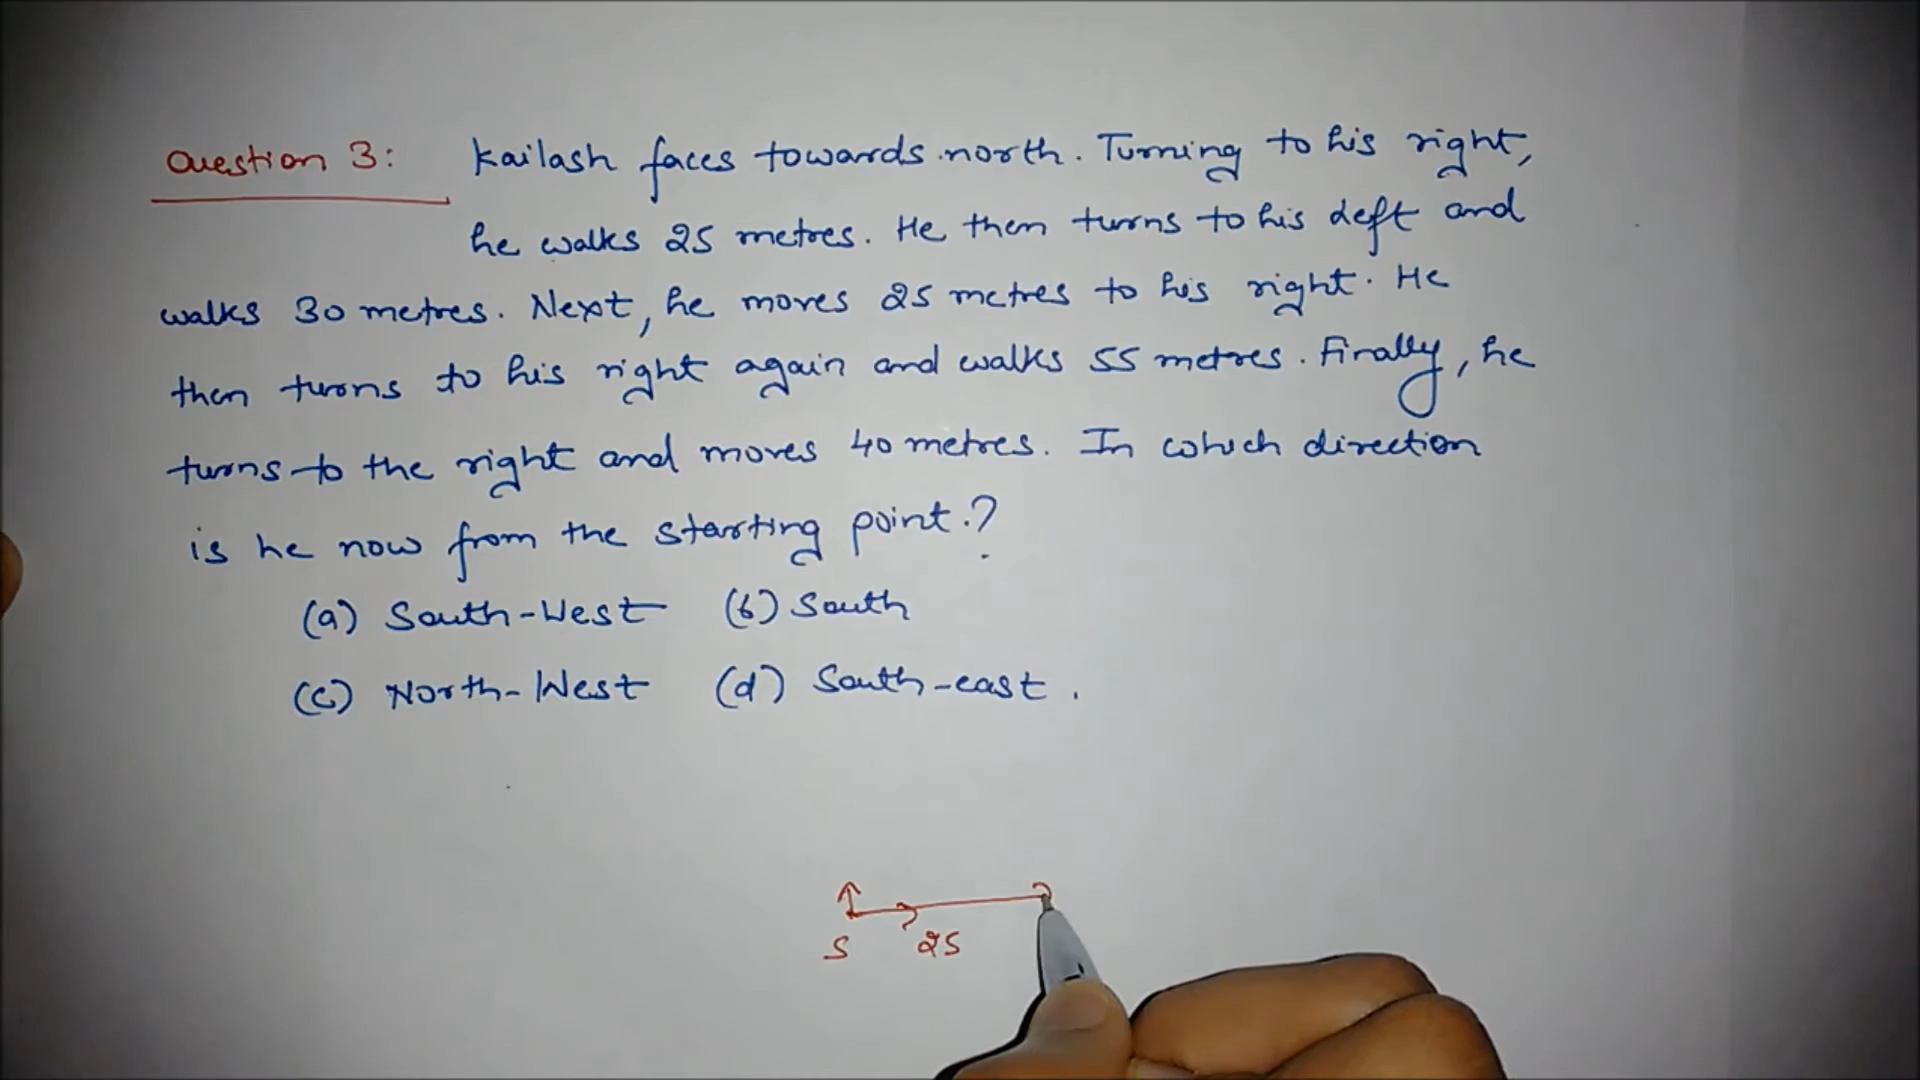 Question 3: Kailash faces towards north. Turning to his right,
he walks 25 metres. He then turns to his left and
walks 30 metres. Next, he moves 25 metres to his right. He
then turns to his right again and walks 55 metres. Finally, he
turns to the right and moves 40 metres. In which direction
is he now from the starting point.?
(a) South-West (b) South
(c) North-West (d) South-east.
S 25